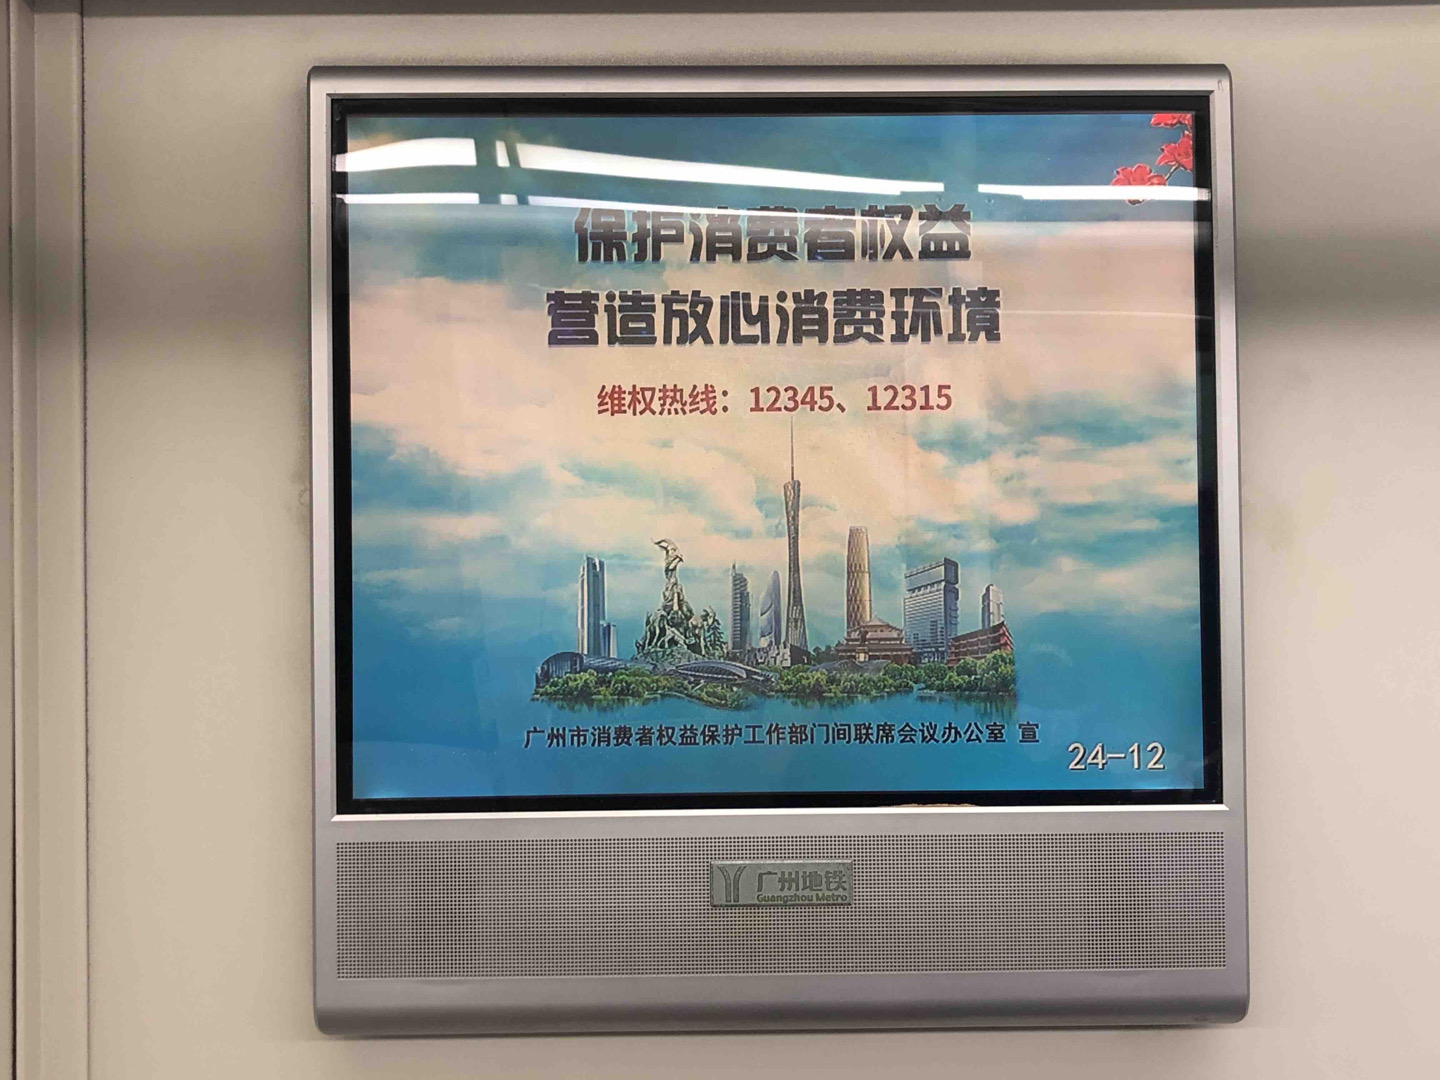 保护消费者权益
营造放心消费环境
维权热线：12345、12315
广州市消费者权益保护工作部门间联席会议办公室 宣
24-12
广州地铁
Guangzhou Metro